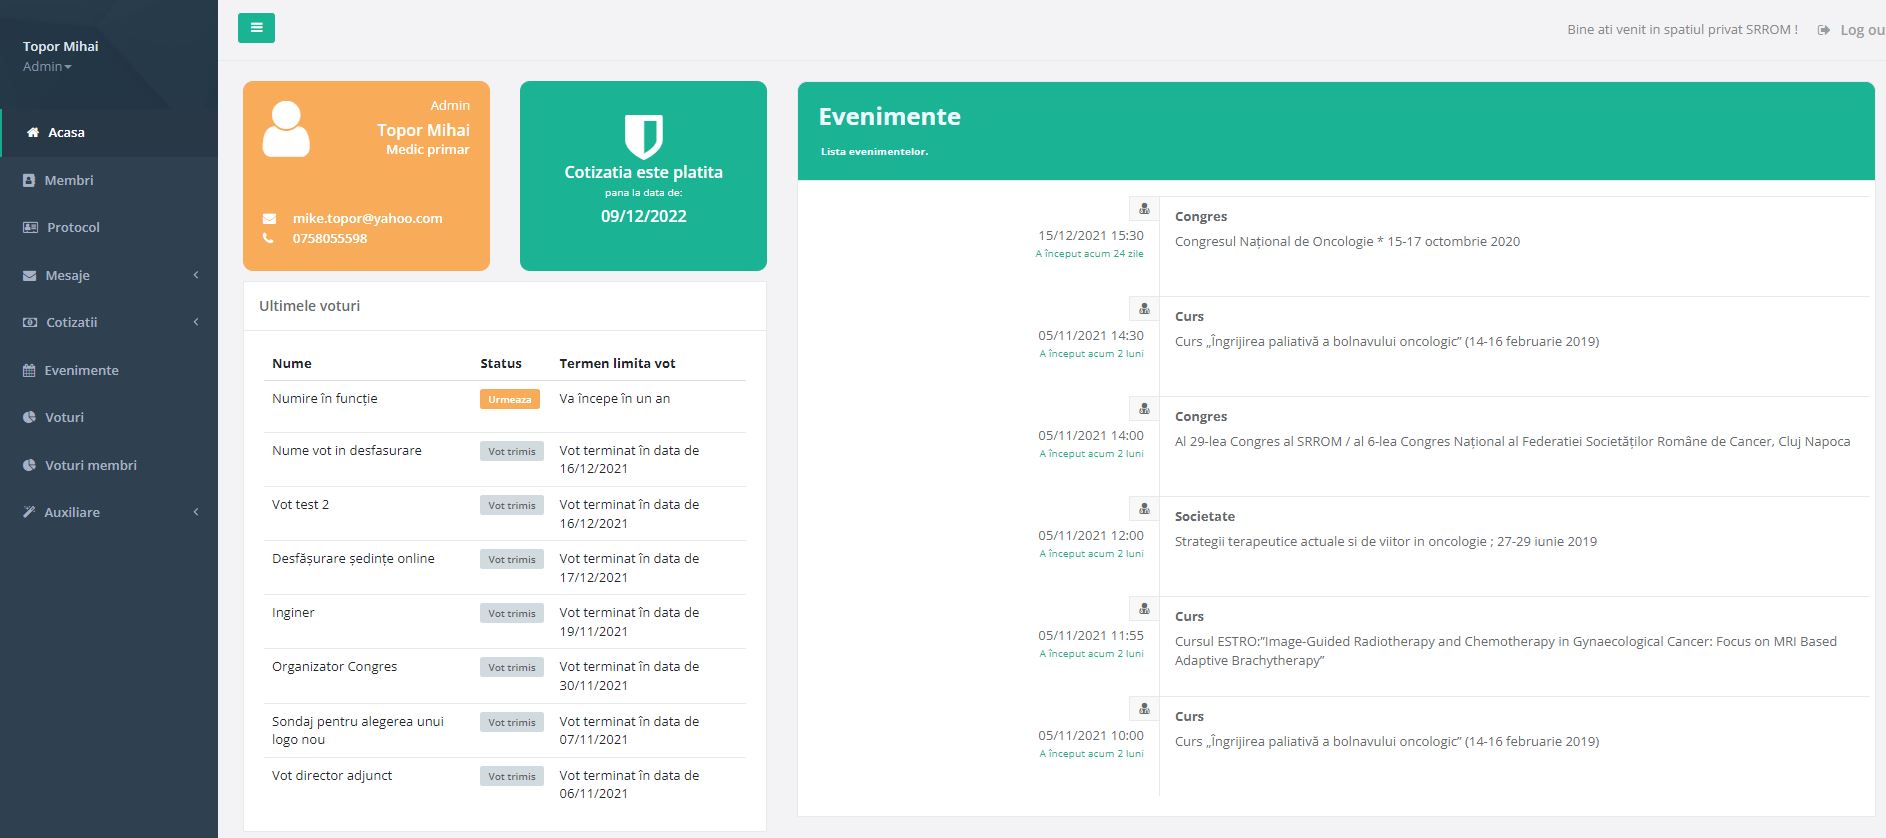 Topor Mihai
Admin
Acasa
Membri
Protocol
Mesaje
Cotizatii
Evenimente
Voturi
Voturi membri
Auxiliare
Bine ati venit in spatiul privat SRROM !
Log ou
Admin
Topor Mihai
Medic primar
mike.topor@yahoo.com
0758055598
Cotizatia este platita
pana la data de:
09/12/2022
Ultimele voturi
Nume Status Termen limita vot
Numire în funcție Urmeaza Va începe în un an
Nume vot in desfasurare Vot trimis Vot terminat în data de
16/12/2021
Vot test 2 Vot trimis Vot terminat în data de
16/12/2021
Desfășurare ședințe online Vot trimis Vot terminat în data de
17/12/2021
Inginer Vot trimis Vot terminat în data de
19/11/2021
Organizator Congres Vot trimis Vot terminat în data de
30/11/2021
Sondaj pentru alegerea unui Vot trimis Vot terminat în data de
logo nou 07/11/2021
Vot director adjunct Vot trimis Vot terminat în data de
06/11/2021
Evenimente
Lista evenimentelor.
15/12/2021 15:30
A început acum 24 zile
Congres
Congresul Național de Oncologie * 15-17 octombrie 2020
05/11/2021 14:30
A început acum 2 luni
Curs
Curs „Îngrijirea paliativă a bolnavului oncologic” (14-16 februarie 2019)
05/11/2021 14:00
A început acum 2 luni
Congres
Al 29-lea Congres al SRROM / al 6-lea Congres Național al Federatiei Societăților Române de Cancer, Cluj Napoca
05/11/2021 12:00
A început acum 2 luni
Societate
Strategii terapeutice actuale si de viitor in oncologie ; 27-29 iunie 2019
05/11/2021 11:55
A început acum 2 luni
Curs
Cursul ESTRO:”Image-Guided Radiotherapy and Chemotherapy in Gynaecological Cancer: Focus on MRI Based
Adaptive Brachytherapy”
05/11/2021 10:00
A început acum 2 luni
Curs
Curs „Îngrijirea paliativă a bolnavului oncologic” (14-16 februarie 2019)